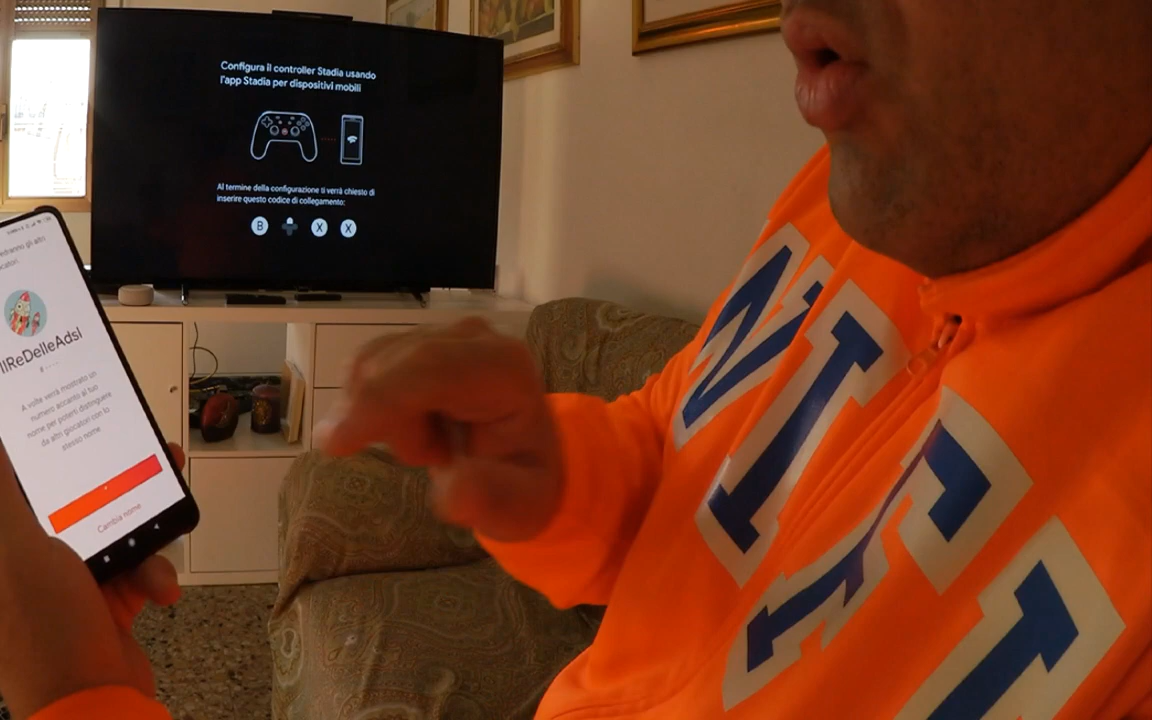 Configura il controller Stadia usando
l'app Stadia per dispositivi mobili
Al termine della configurazione ti verrà chiesto di
inserire questo codice di collegamento:
B X X
IlReDelleAdsl
A volte verrà mostrato un
numero accanto al tuo
nome per poterti distinguere
da altri giocatori con lo
stesso nome.
Cambia nome